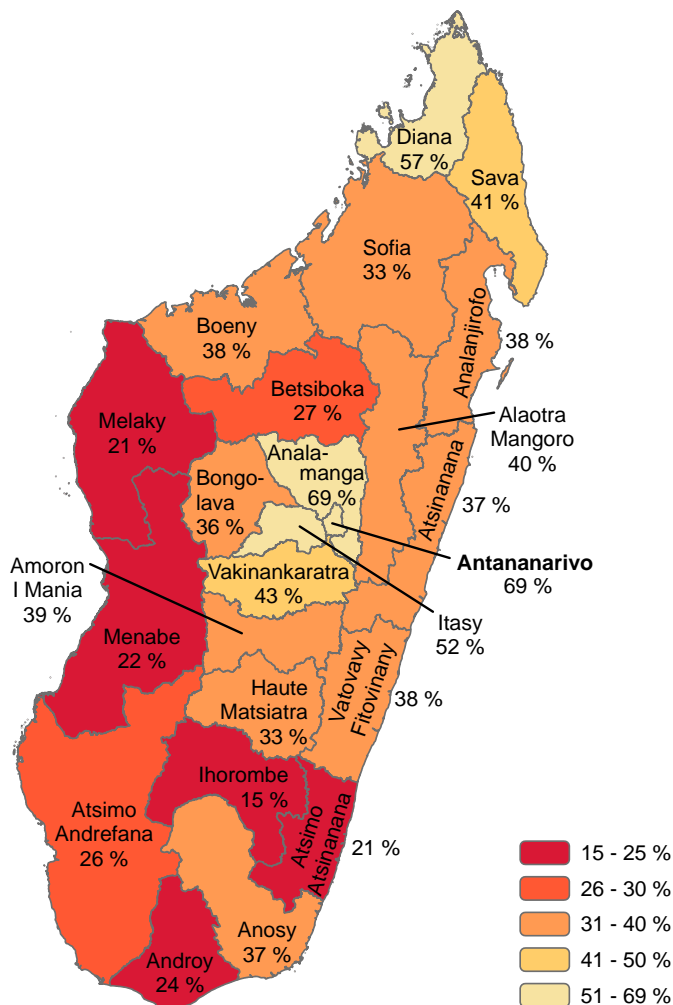 Diana
57 %
Sava
41 %
Sofia
33 %
Analanjirofo
38 %
Boeny
38 %
Betsiboka
27 %
Melaky
21 %
Alaotra
Mangoro
40 %
Anala-
manga
69 %
Bongo-
lava
36 %
Atsinanana
37 %
Antananarivo
69 %
Amoron
I Mania
39 %
Vakinankaratra
43 %
Itasy
52 %
Menabe
22 %
Haute
Matsiatra
33 %
Vatovavy
Fitovinany
38 %
Ihorombe
15 %
Atsimo
Andrefana
26 %
Atsimo
Atsinanana
21 %
Anosy
37 %
Androy
24 %
15 - 25 %
26 - 30 %
31 - 40 %
41 - 50 %
51 - 69 %